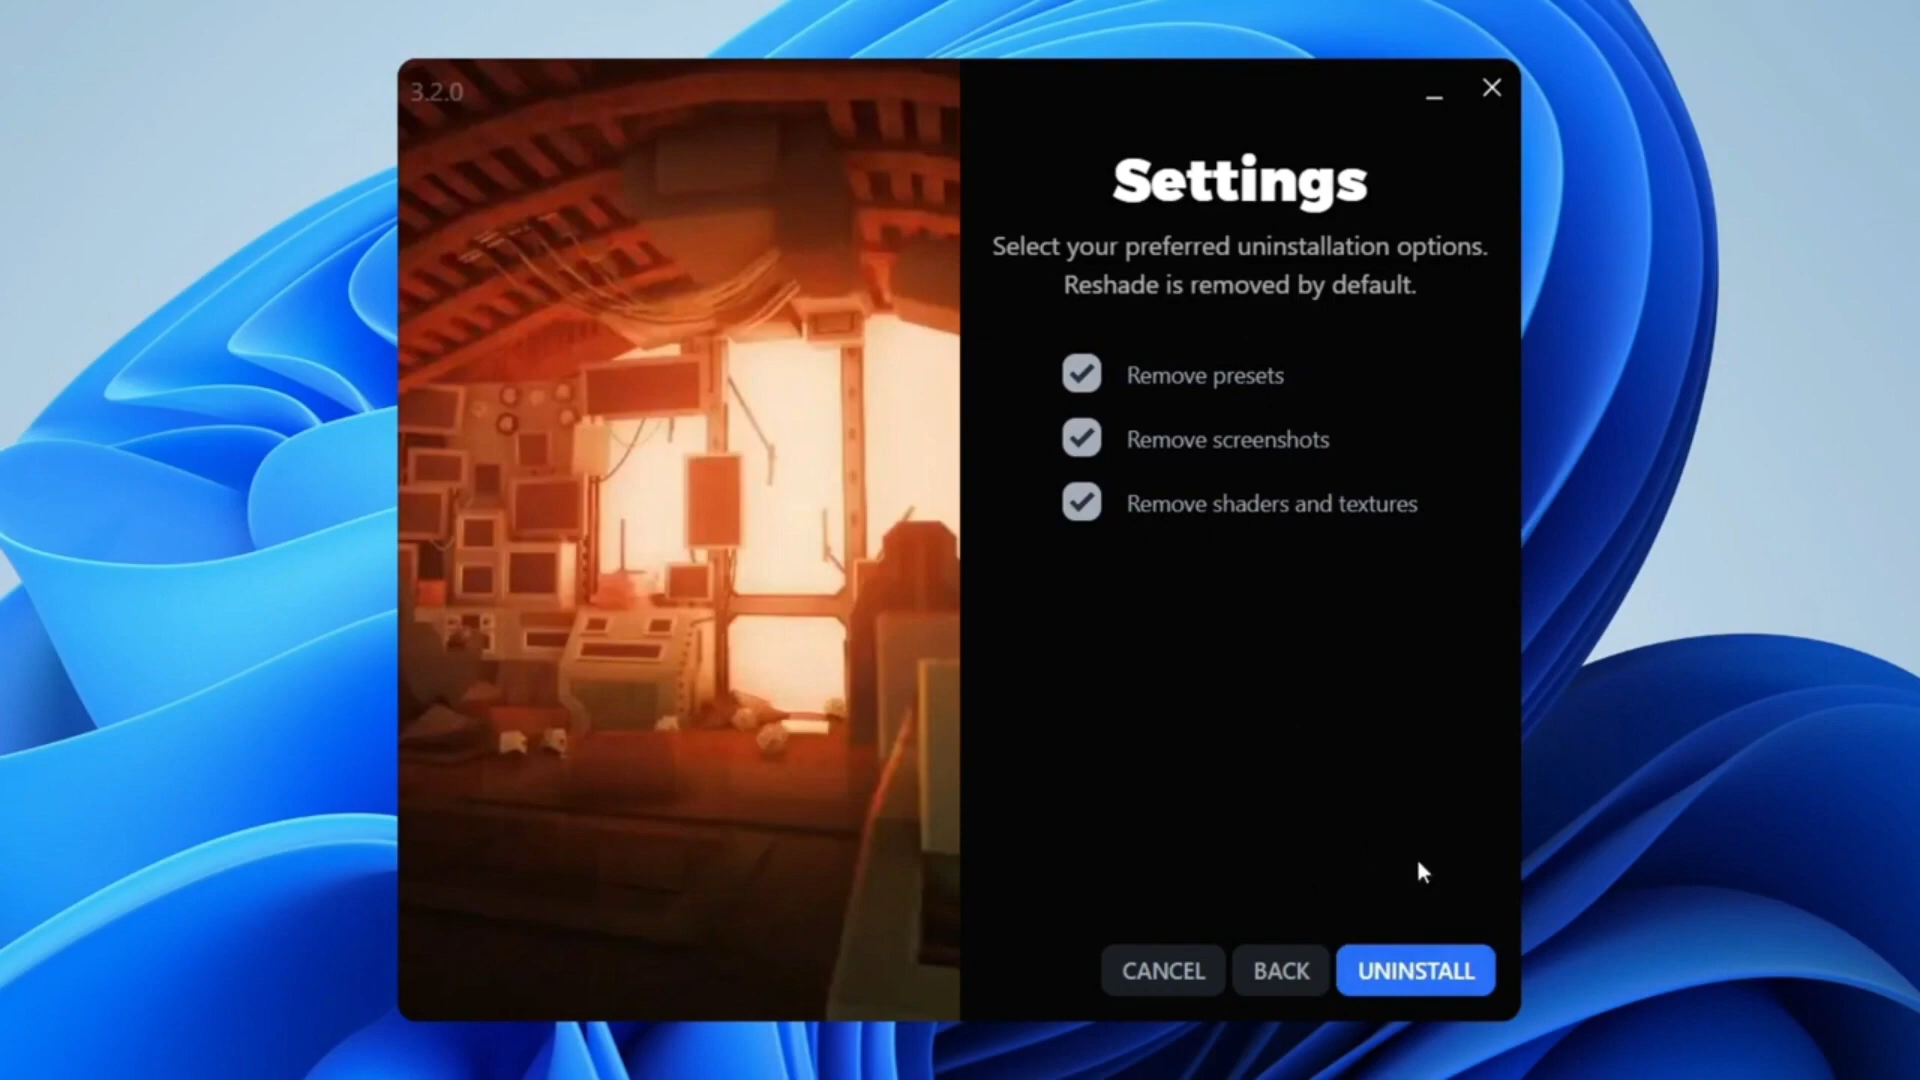 3.2.0
Settings
Select your preferred uninstallation options.
Reshade is removed by default.
Remove presets
Remove screenshots
Remove shaders and textures
CANCEL
BACK
UNINSTALL